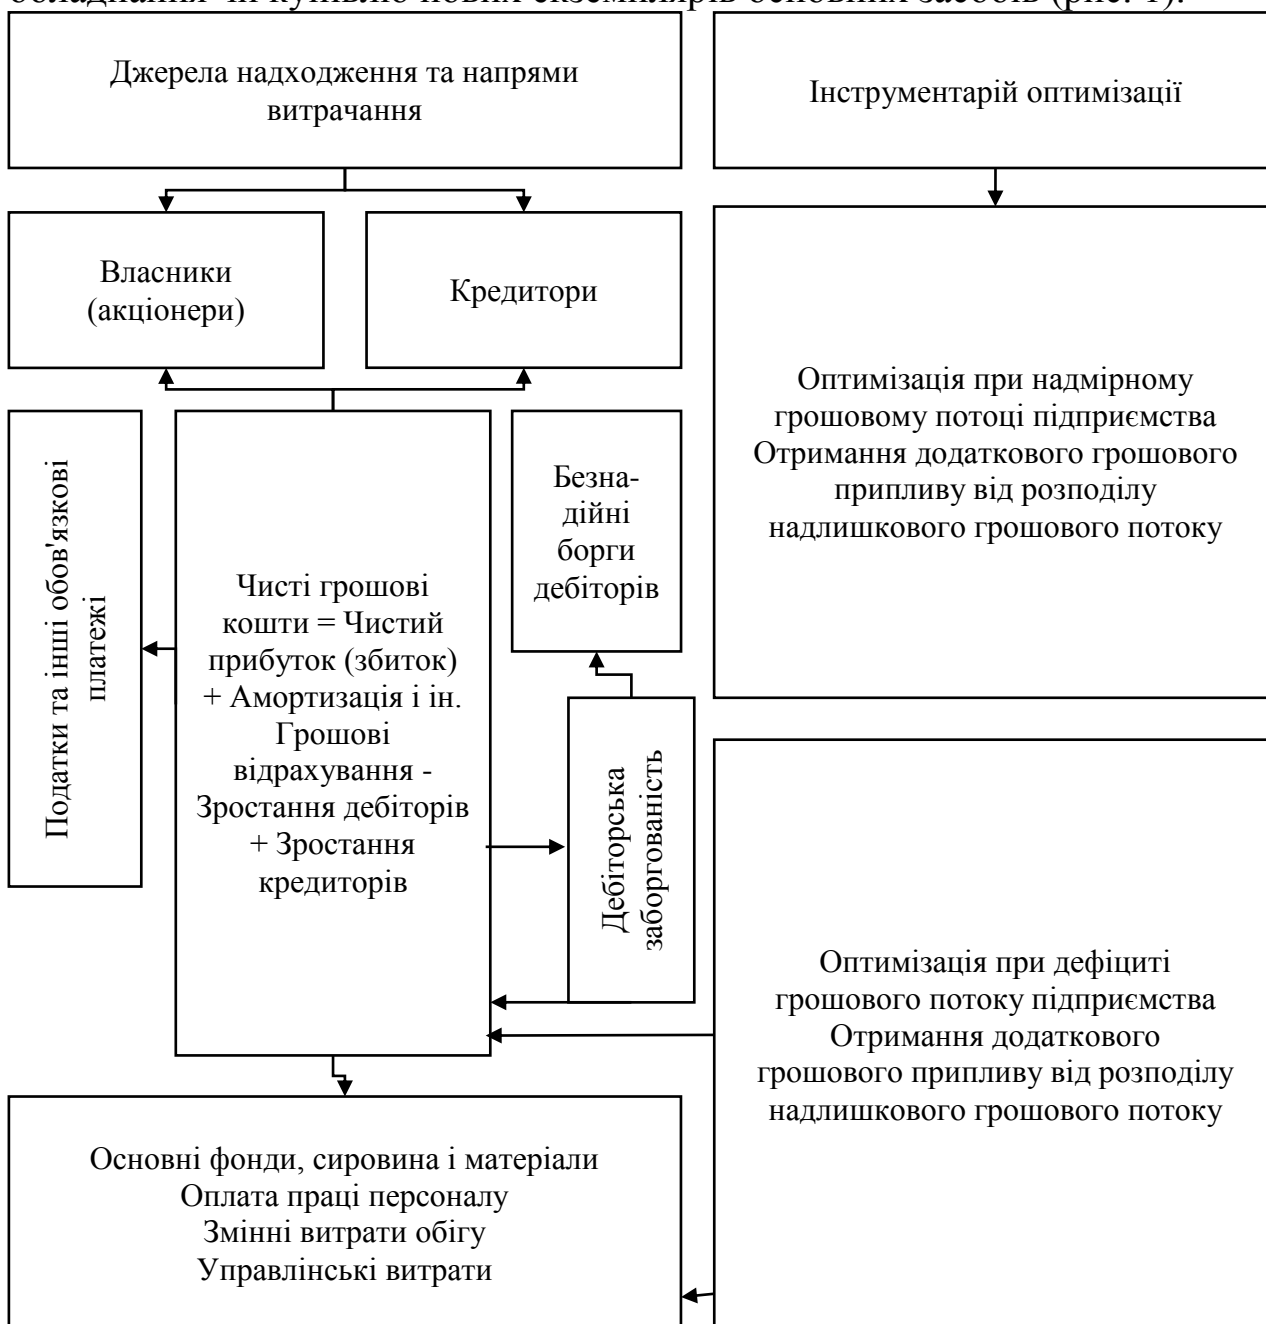 обладнання чи купівлю нових екземплярів основних засобів (рис. 1).
Джерела надходження та напрями
витрачання
Інструментарій оптимізації
Власники
(акціонери)
Кредитори
Оптимізація при надмірному
грошовому потоці підприємства
Отримання додаткового грошового
припливу від розподілу
надлишкового грошового потоку
Податки та інші обов'язкові
платежі
Чисті грошові
кошти = Чистий
прибуток (збиток)
+ Амортизація і ін.
Грошові
відрахування -
Зростання дебіторів
+ Зростання
кредиторів
Безна-
дійні
борги
дебіторів
Дебіторська
заборгованість
Оптимізація при дефіциті
грошового потоку підприємства
Отримання додаткового
грошового припливу від розподілу
надлишкового грошового потоку
Основні фонди, сировина і матеріали
Оплата праці персоналу
Змінні витрати обігу
Управлінські витрати